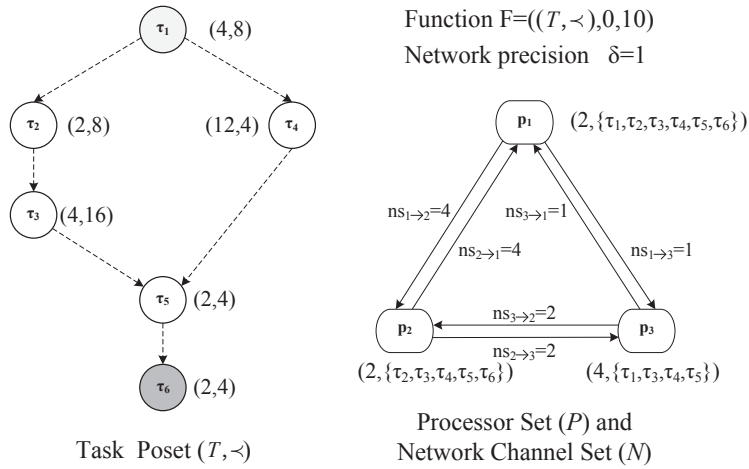 τ₁ (4,8)
τ₂ (2,8)
(12,4) τ₄
τ₃ (4,16)
τ₅ (2,4)
τ₆ (2,4)
Task Poset (T,≺)
Function F=((T,≺),0,10)
Network precision δ=1
p₁ (2,{τ₁,τ₂,τ₃,τ₄,τ₅,τ₆})
ns₁→₂=4
ns₃→₁=1
ns₂→₁=4
ns₁→₃=1
p₂
ns₃→₂=2
p₃
ns₂→₃=2
(2,{τ₂,τ₃,τ₄,τ₅,τ₆})
(4,{τ₁,τ₃,τ₄,τ₅})
Processor Set (P) and
Network Channel Set (N)